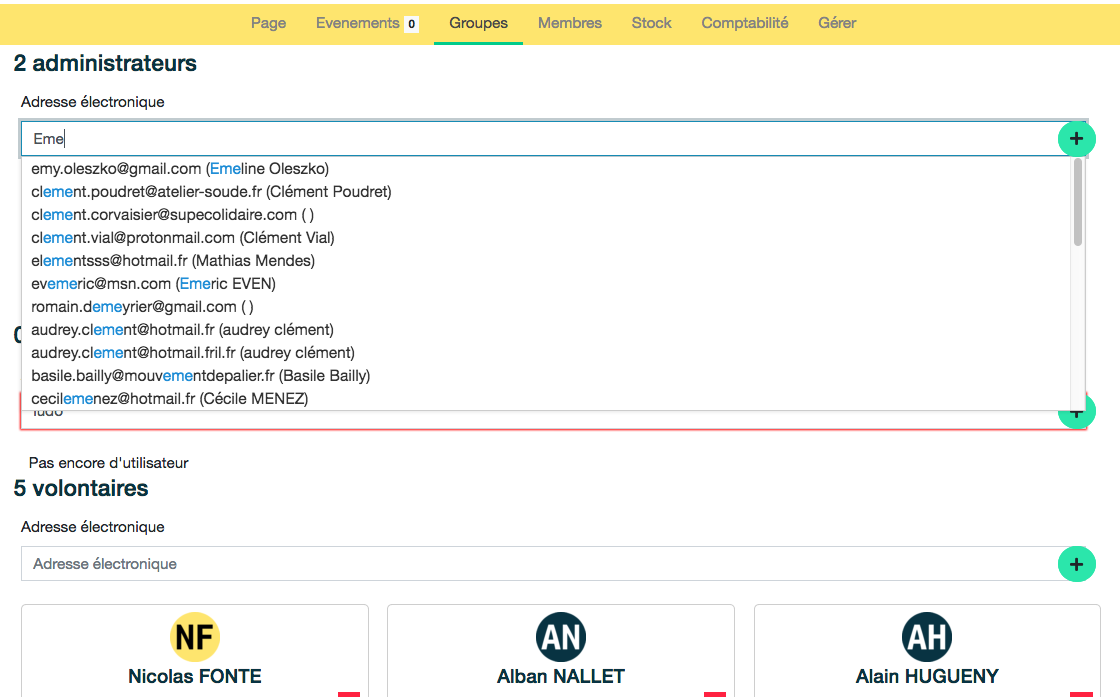 Page Evenements 0 Groupes Membres Stock Comptabilité Gérer
2 administrateurs
Adresse électronique
Eme
emy.oleszko@gmail.com (Emeline Oleszko)
clement.poudret@atelier-soude.fr (Clément Poudret)
clement.corvaisier@supecolidaire.com ( )
clement.vial@protonmail.com (Clément Vial)
elementsss@hotmail.fr (Mathias Mendes)
evemeric@msn.com (Emeric EVEN)
romain.demeyrier@gmail.com ( )
audrey.clement@hotmail.fr (audrey clément)
audrey.clement@hotmail.fril.fr (audrey clément)
basile.bailly@mouvementdepalier.fr (Basile Bailly)
cecilemenez@hotmail.fr (Cécile MENEZ)
Pas encore d'utilisateur
5 volontaires
Adresse électronique
Adresse électronique
NF AN AH
Nicolas FONTE Alban NALLET Alain HUGUENY